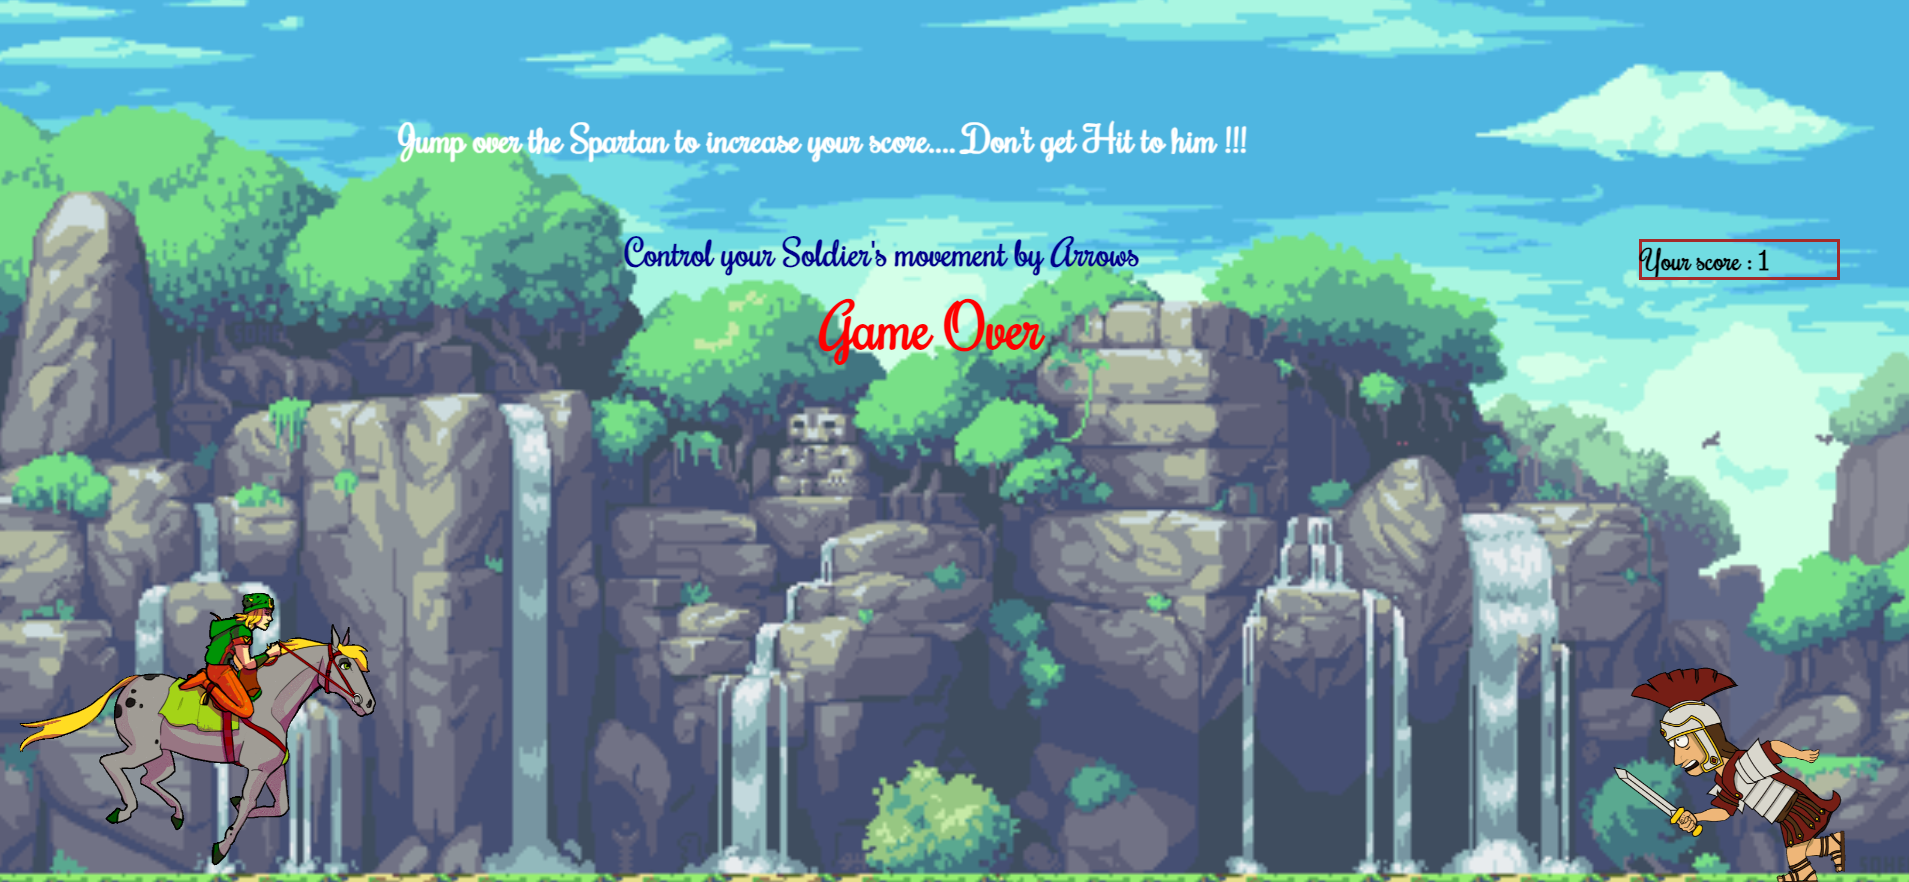 Jump over the Spartan to increase your score.... Don't get Hit to him !!!
Control your Soldier's movement by Arrows
Your score : 1
Game Over